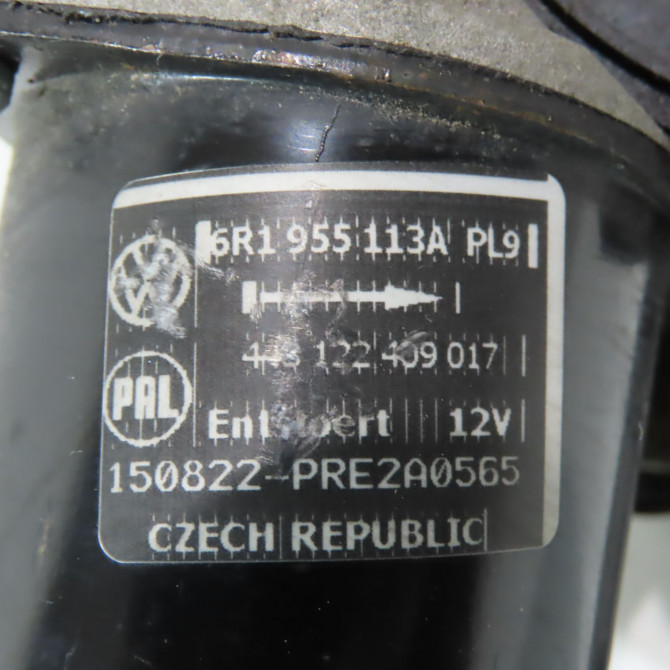 6R1 955 113A PL9
122 409 017
PAL
12V
150822-PRE2A0565
CZECH REPUBLIC